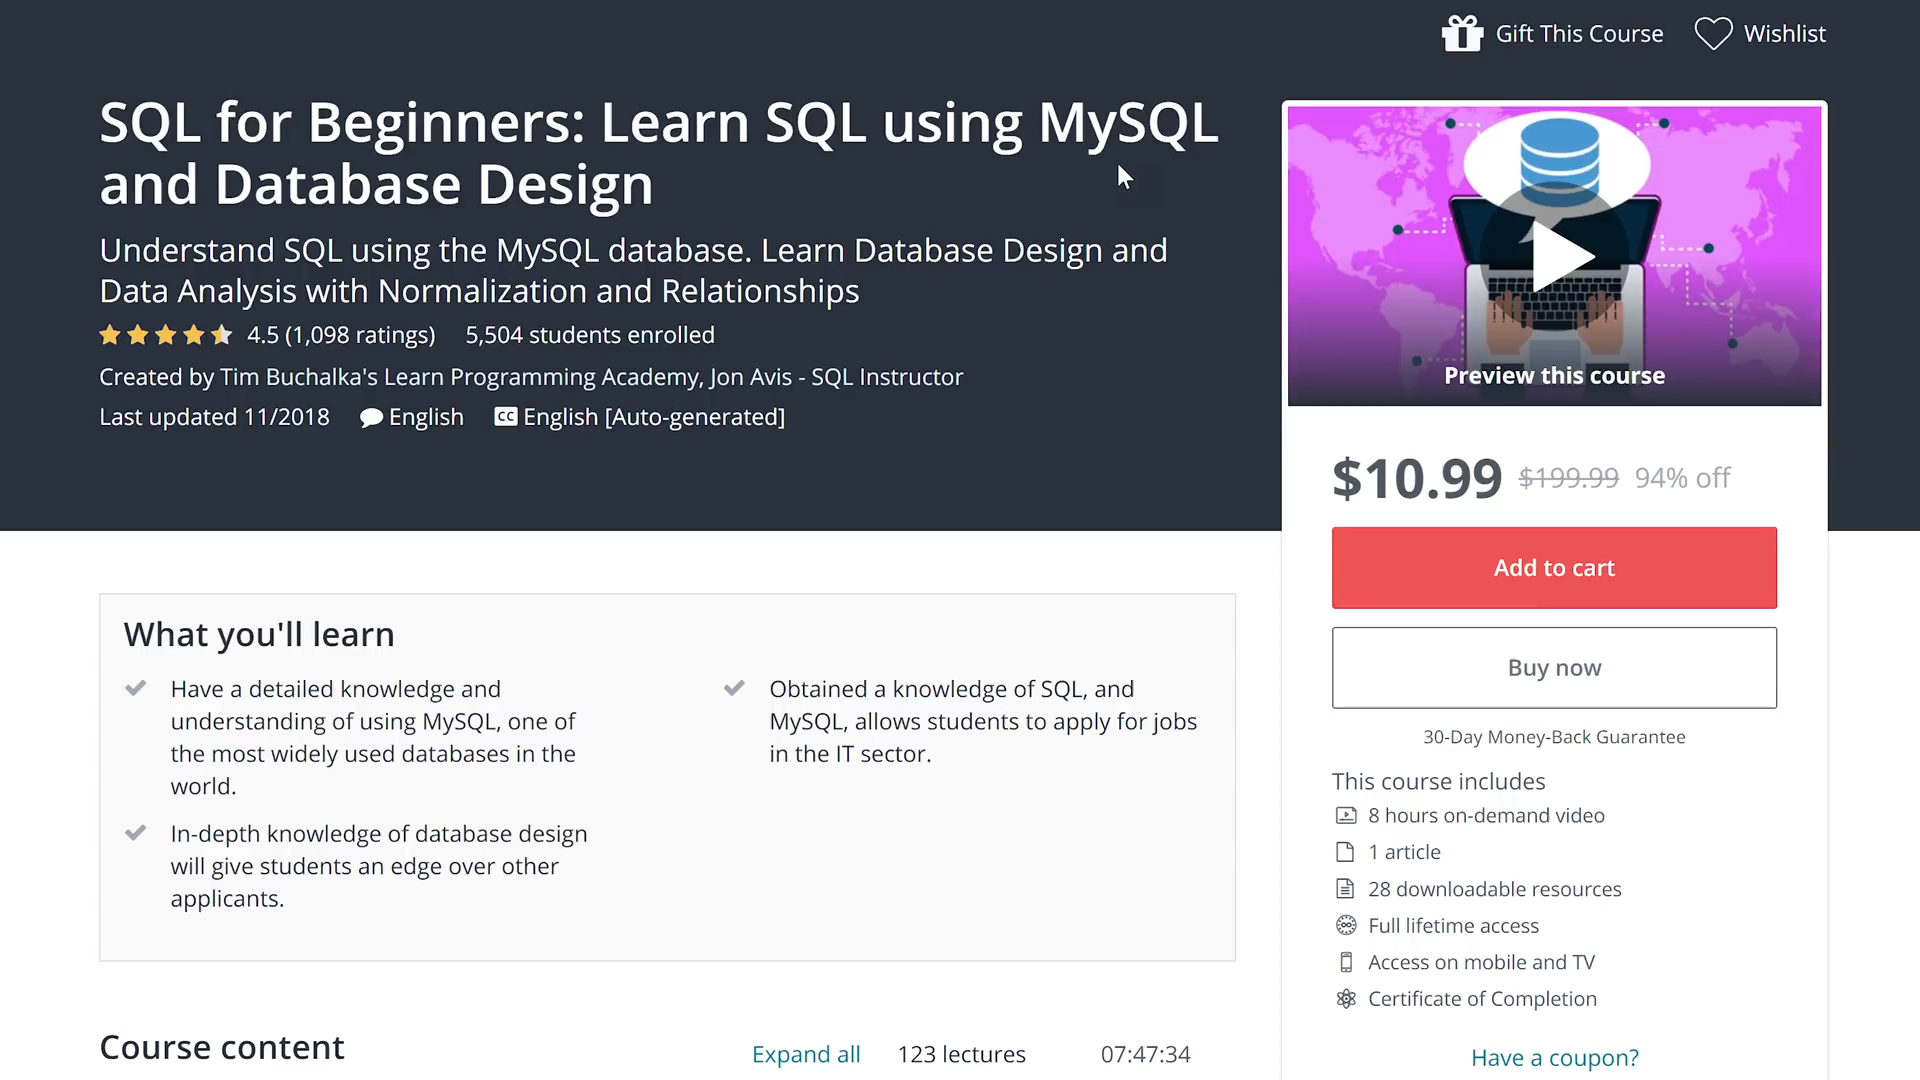 Gift This Course
Wishlist
SQL for Beginners: Learn SQL using MySQL
and Database Design
Understand SQL using the MySQL database. Learn Database Design and
Data Analysis with Normalization and Relationships
4.5 (1,098 ratings) 5,504 students enrolled
Created by Tim Buchalka's Learn Programming Academy, Jon Avis - SQL Instructor
Last updated 11/2018 English CC English [Auto-generated]
Preview this course
$10.99 $199.99 94% off
Add to cart
Buy now
30-Day Money-Back Guarantee
This course includes
8 hours on-demand video
1 article
28 downloadable resources
Full lifetime access
Access on mobile and TV
Certificate of Completion
Have a coupon?
What you'll learn
Have a detailed knowledge and
understanding of using MySQL, one of
the most widely used databases in the
world.
In-depth knowledge of database design
will give students an edge over other
applicants.
Obtained a knowledge of SQL, and
MySQL, allows students to apply for jobs
in the IT sector.
Course content
Expand all 123 lectures 07:47:34